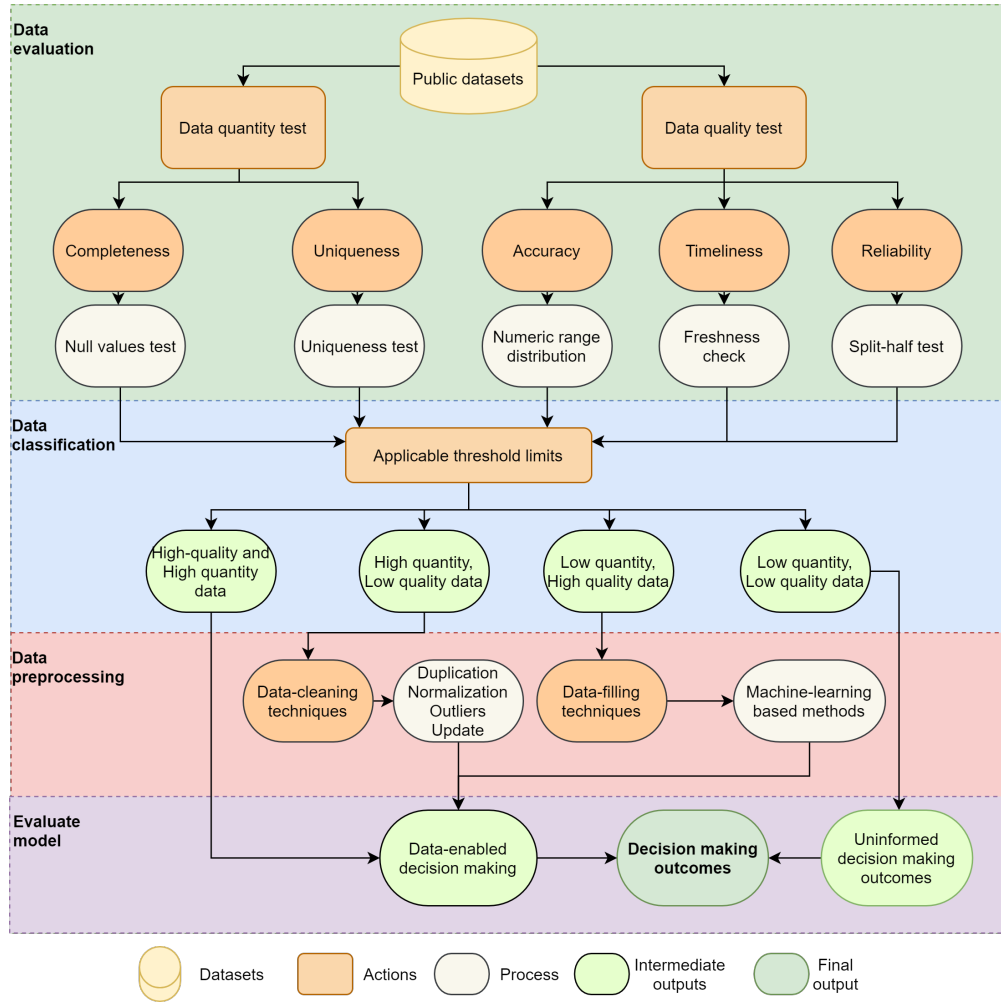 Data
evaluation
Public datasets
Data quantity test
Data quality test
Completeness
Uniqueness
Accuracy
Timeliness
Reliability
Null values test
Uniqueness test
Numeric range
distribution
Freshness
check
Split-half test
Data
classification
Applicable threshold limits
High-quality and
High quantity
data
High quantity,
Low quality data
Low quantity,
High quality data
Low quantity,
Low quality data
Data
preprocessing
Data-cleaning
techniques
Duplication
Normalization
Outliers
Update
Data-filling
techniques
Machine-learning
based methods
Evaluate
model
Data-enabled
decision making
Decision making
outcomes
Uninformed
decision making
outcomes
Datasets
Actions
Process
Intermediate
outputs
Final
output